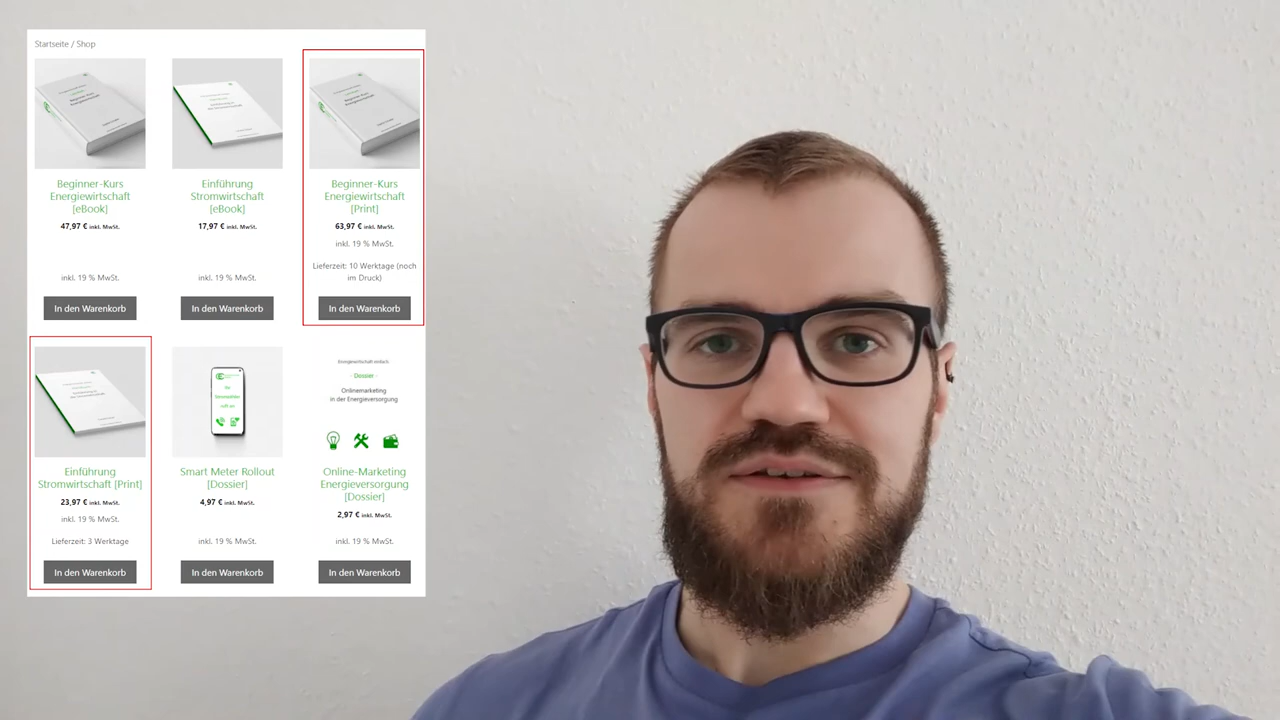 Startseite / Shop
Beginner-Kurs
Energiewirtschaft
[eBook]
47,97 € inkl. MwSt.
inkl. 19 % MwSt.
In den Warenkorb
Einführung
Stromwirtschaft
[eBook]
17,97 € inkl. MwSt.
inkl. 19 % MwSt.
In den Warenkorb
Beginner-Kurs
Energiewirtschaft
[Print]
63,97 € inkl. MwSt.
inkl. 19 % MwSt.
Lieferzeit: 10 Werktage (noch
im Druck)
In den Warenkorb
Einführung
Stromwirtschaft [Print]
23,97 € inkl. MwSt.
inkl. 19 % MwSt.
Lieferzeit: 3 Werktage
In den Warenkorb
Smart Meter Rollout
[Dossier]
4,97 € inkl. MwSt.
inkl. 19 % MwSt.
In den Warenkorb
Energiewirtschaft einfach.
- Dossier -
Onlinemarketing
in der Energieversorgung
Online-Marketing
Energieversorgung
[Dossier]
2,97 € inkl. MwSt.
inkl. 19 % MwSt.
In den Warenkorb